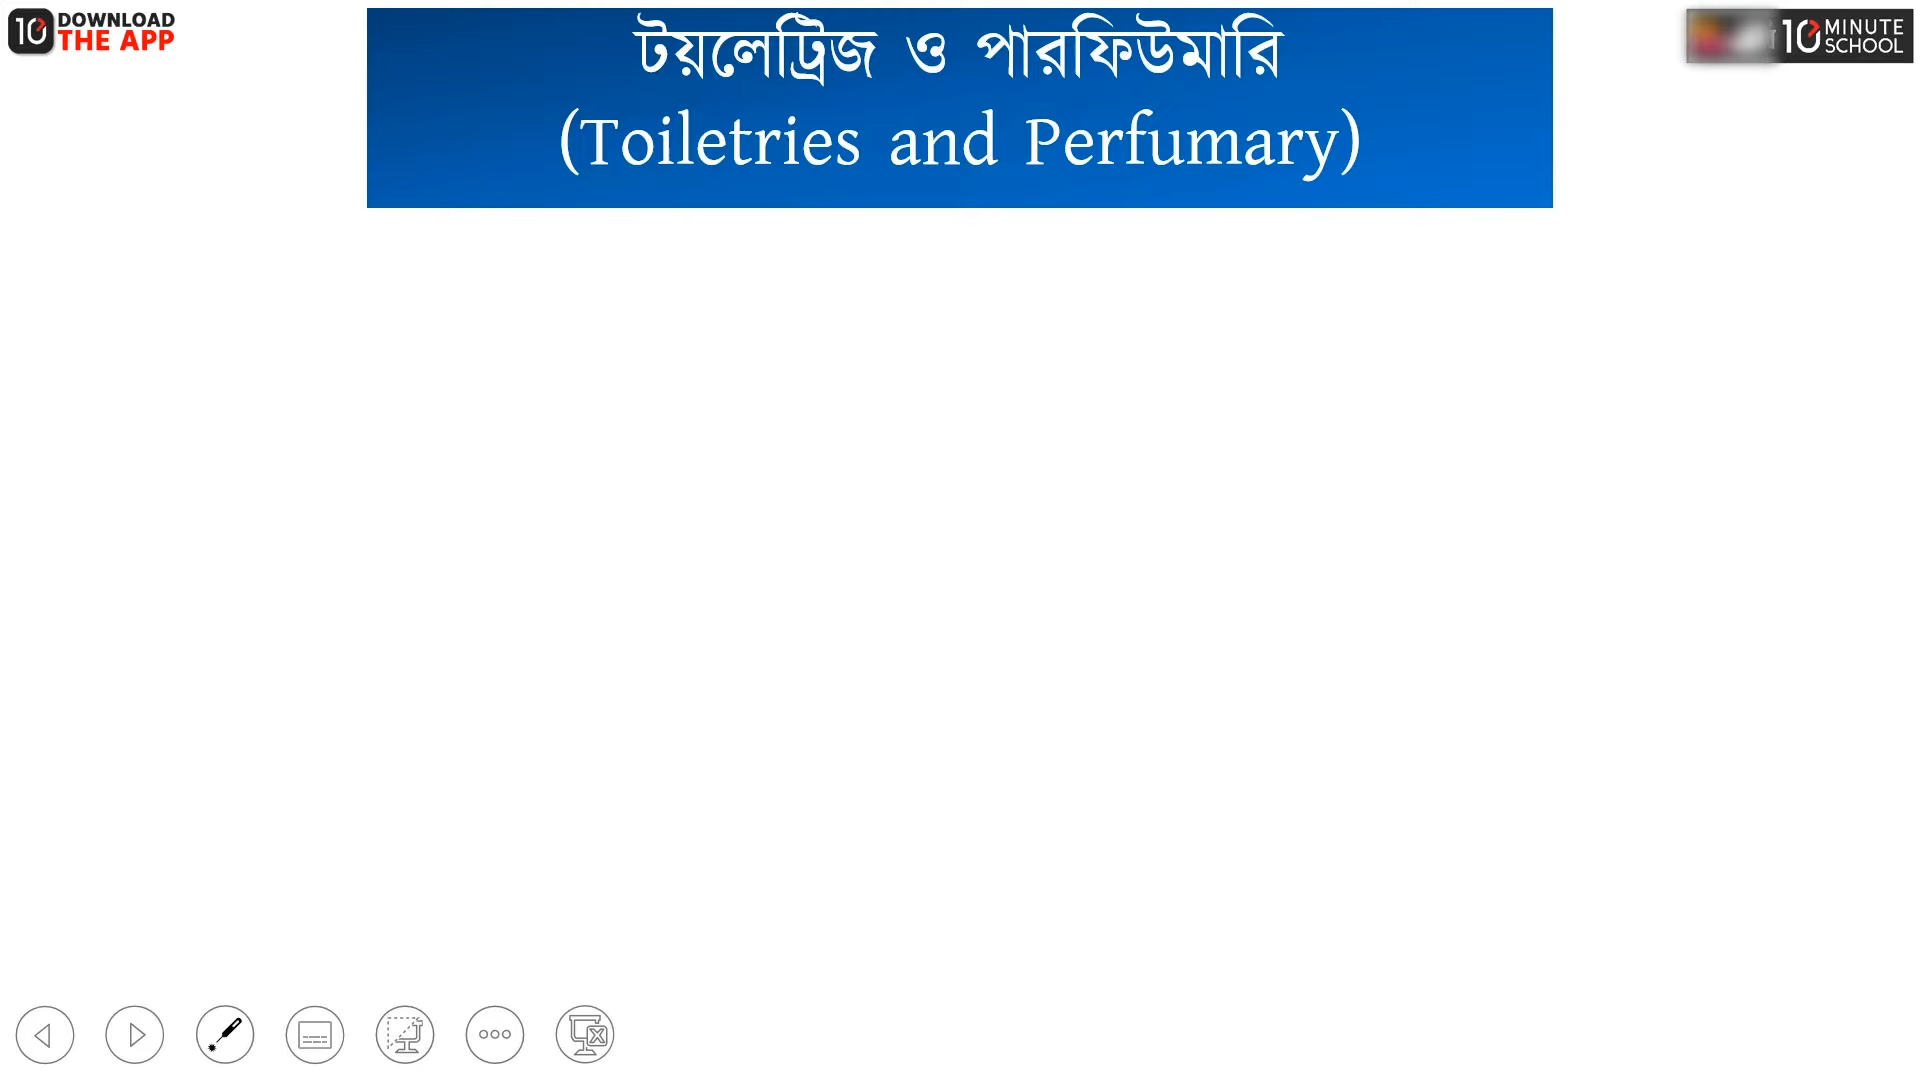 10 DOWNLOAD
THE APP
টয়লেট্রিজ ও পারফিউমারি
(Toiletries and Perfumary)
10 MINUTE
SCHOOL